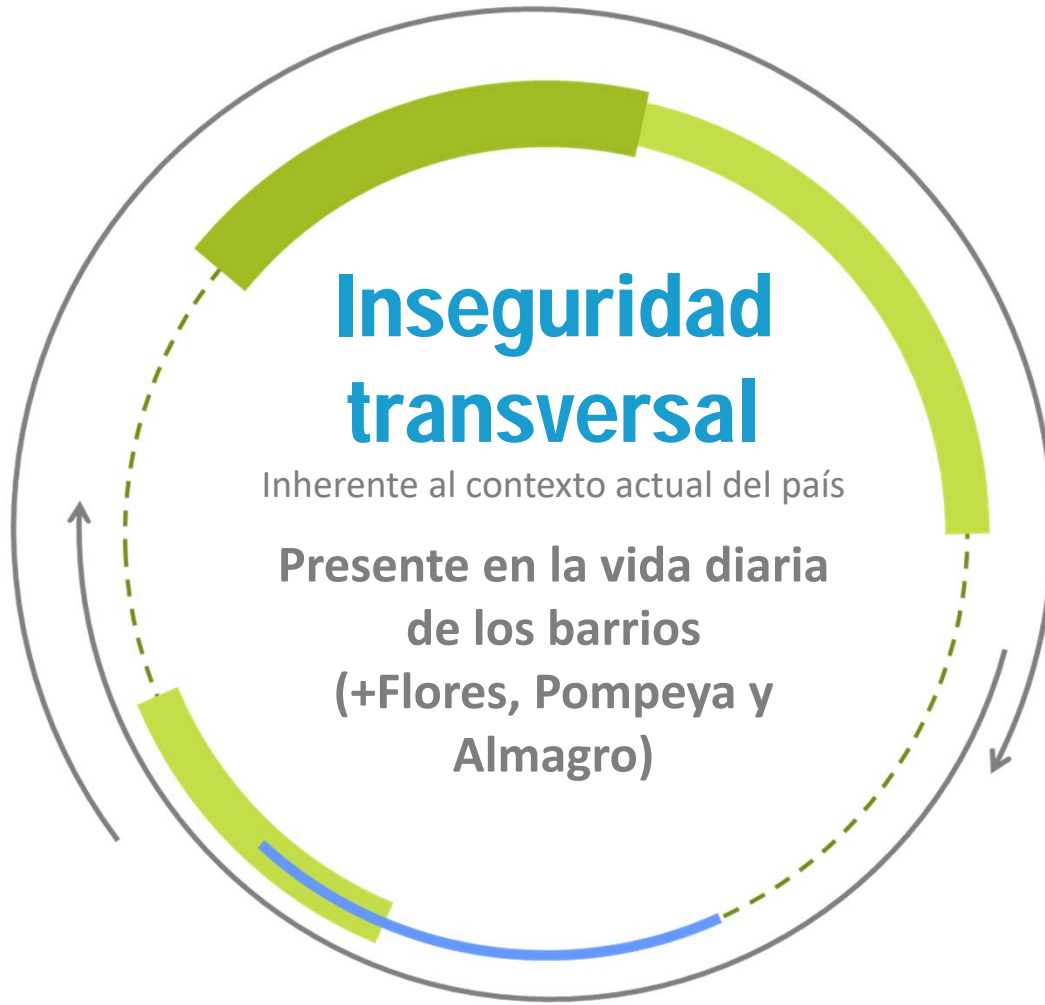 Inseguridad
transversal
Inherente al contexto actual del país
Presente en la vida diaria
de los barrios
(+Flores, Pompeya y
Almagro)